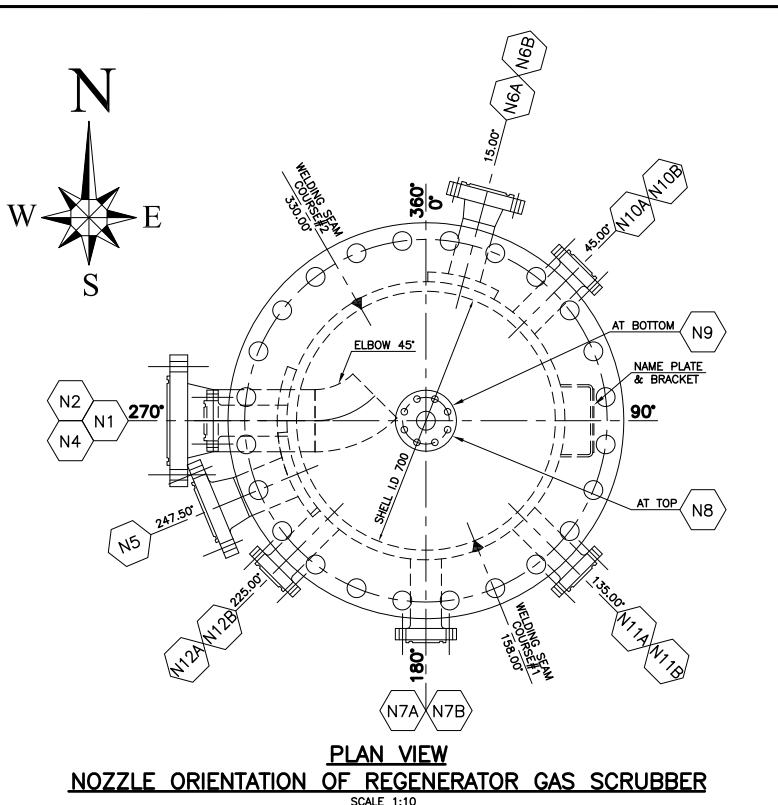 N
W
E
S
N6A
N6B
15.00°
WELDING SEAM
COURSE#2
330.00°
360°
0°
N10A
N10B
45.00°
AT BOTTOM
N9
ELBOW 45°
NAME PLATE
& BRACKET
N2
N1
N4
270°
90°
SHELL I.D 700
AT TOP
N8
N5
247.50°
225.00°
N12A
N12B
135.00°
N11A
N11B
WELDING SEAM
COURSE#1
158.00°
180°
N7A
N7B
PLAN VIEW
NOZZLE ORIENTATION OF REGENERATOR GAS SCRUBBER
SCALE 1:10